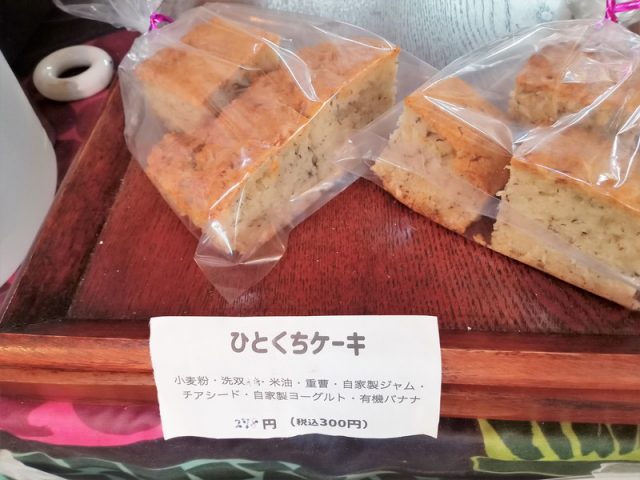 ひとくちケーキ
小麦粉・洗双・米油・重曹・自家製ジャム・
チアシード・自家製ヨーグルト・有機バナナ
円 (税込300円)